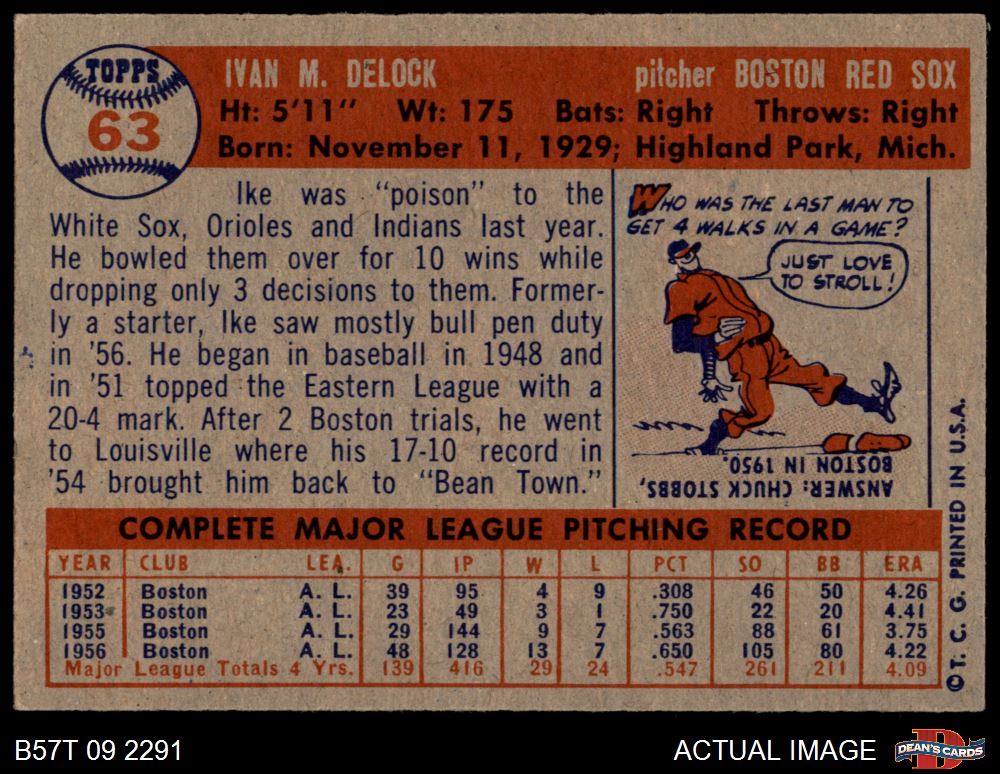 TOPPS
63
IVAN M. DELOCK pitcher BOSTON RED SOX
Ht: 5'11" Wt: 175 Bats: Right Throws: Right
Born: November 11, 1929; Highland Park, Mich.
Ike was "poison" to the
White Sox, Orioles and Indians last year.
He bowled them over for 10 wins while
dropping only 3 decisions to them. Former-
ly a starter, Ike saw mostly bull pen duty
in '56. He began in baseball in 1948 and
in '51 topped the Eastern League with a
20-4 mark. After 2 Boston trials, he went
to Louisville where his 17-10 record in
'54 brought him back to "Bean Town."
WHO WAS THE LAST MAN TO
GET 4 WALKS IN A GAME?
JUST LOVE
TO STROLL!
ANSWER: CHUCK STOBBS,
BOSTON IN 1950.
COMPLETE MAJOR LEAGUE PITCHING RECORD
YEAR CLUB LEA. G IP W L PCT SO BB ERA
1952 Boston A. L. 39 95 4 9 .308 46 50 4.26
1953 Boston A. L. 23 49 3 1 .750 22 20 4.41
1955 Boston A. L. 29 144 9 7 .563 88 61 3.75
1956 Boston A. L. 48 128 13 7 .650 105 80 4.22
Major League Totals 4 Yrs. 139 416 29 24 .547 261 211 4.09
© T. C. G. PRINTED IN U.S.A.
B57T 09 2291 ACTUAL IMAGE
D
DEAN'S CARDS